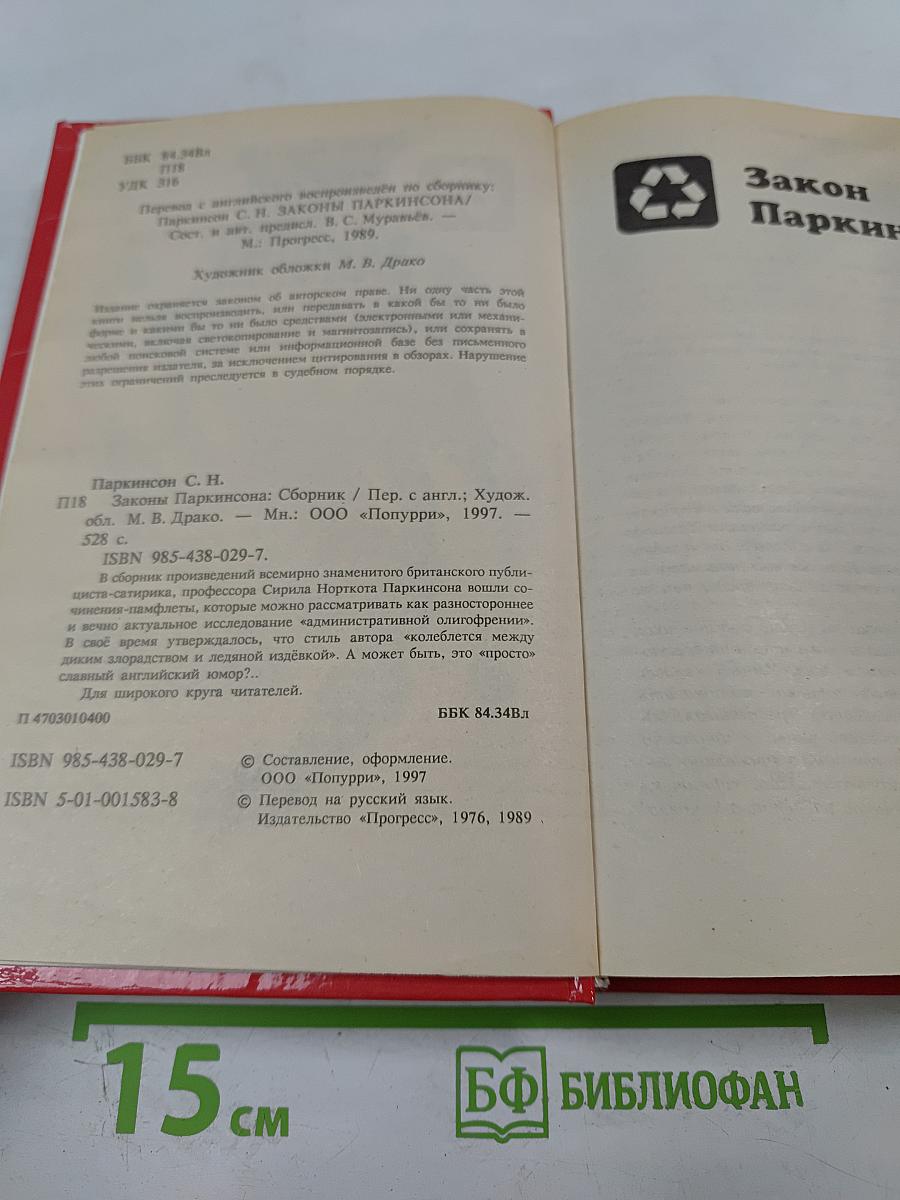 ББК 84.34Вл
П18
УДК 316
Перевод с английского воспроизведён по сборнику:
Паркинсон С. Н. ЗАКОНЫ ПАРКИНСОНА/
Сост. и авт. предисл. В. С. Муравьёв. —
М.: Прогресс, 1989.
Художник обложки М. В. Драко
Издание охраняется законом об авторском праве. Ни одну часть этой
книги нельзя воспроизводить, или передавать в какой бы то ни было
форме и какими бы то ни было средствами (электронными или механи-
ческими, включая светокопирование и магнитозапись), или сохранять в
любой поисковой системе или информационной базе без письменного
разрешения издателя, за исключением цитирования в обзорах. Нарушение
этих ограничений преследуется в судебном порядке.
Паркинсон С. Н.
П18 Законы Паркинсона: Сборник / Пер. с англ.; Худож.
обл. М. В. Драко. — Мн.: ООО «Попурри», 1997. —
528 с.
ISBN 985-438-029-7.
В сборник произведений всемирно знаменитого британского публи-
циста-сатирика, профессора Сирила Норткота Паркинсона вошли со-
чинения-памфлеты, которые можно рассматривать как разностороннее
и вечно актуальное исследование «административной олигофрении».
В своё время утверждалось, что стиль автора «колеблется между
диким злорадством и ледяной издёвкой». А может быть, это «просто»
славный английский юмор?..
Для широкого круга читателей.
П 4703010400 ББК 84.34Вл
ISBN 985-438-029-7 © Составление, оформление.
ООО «Попурри», 1997
ISBN 5-01-001583-8 © Перевод на русский язык.
Издательство «Прогресс», 1976, 1989
Закон
Паркин
15 см
БФ БИБЛИОФАН